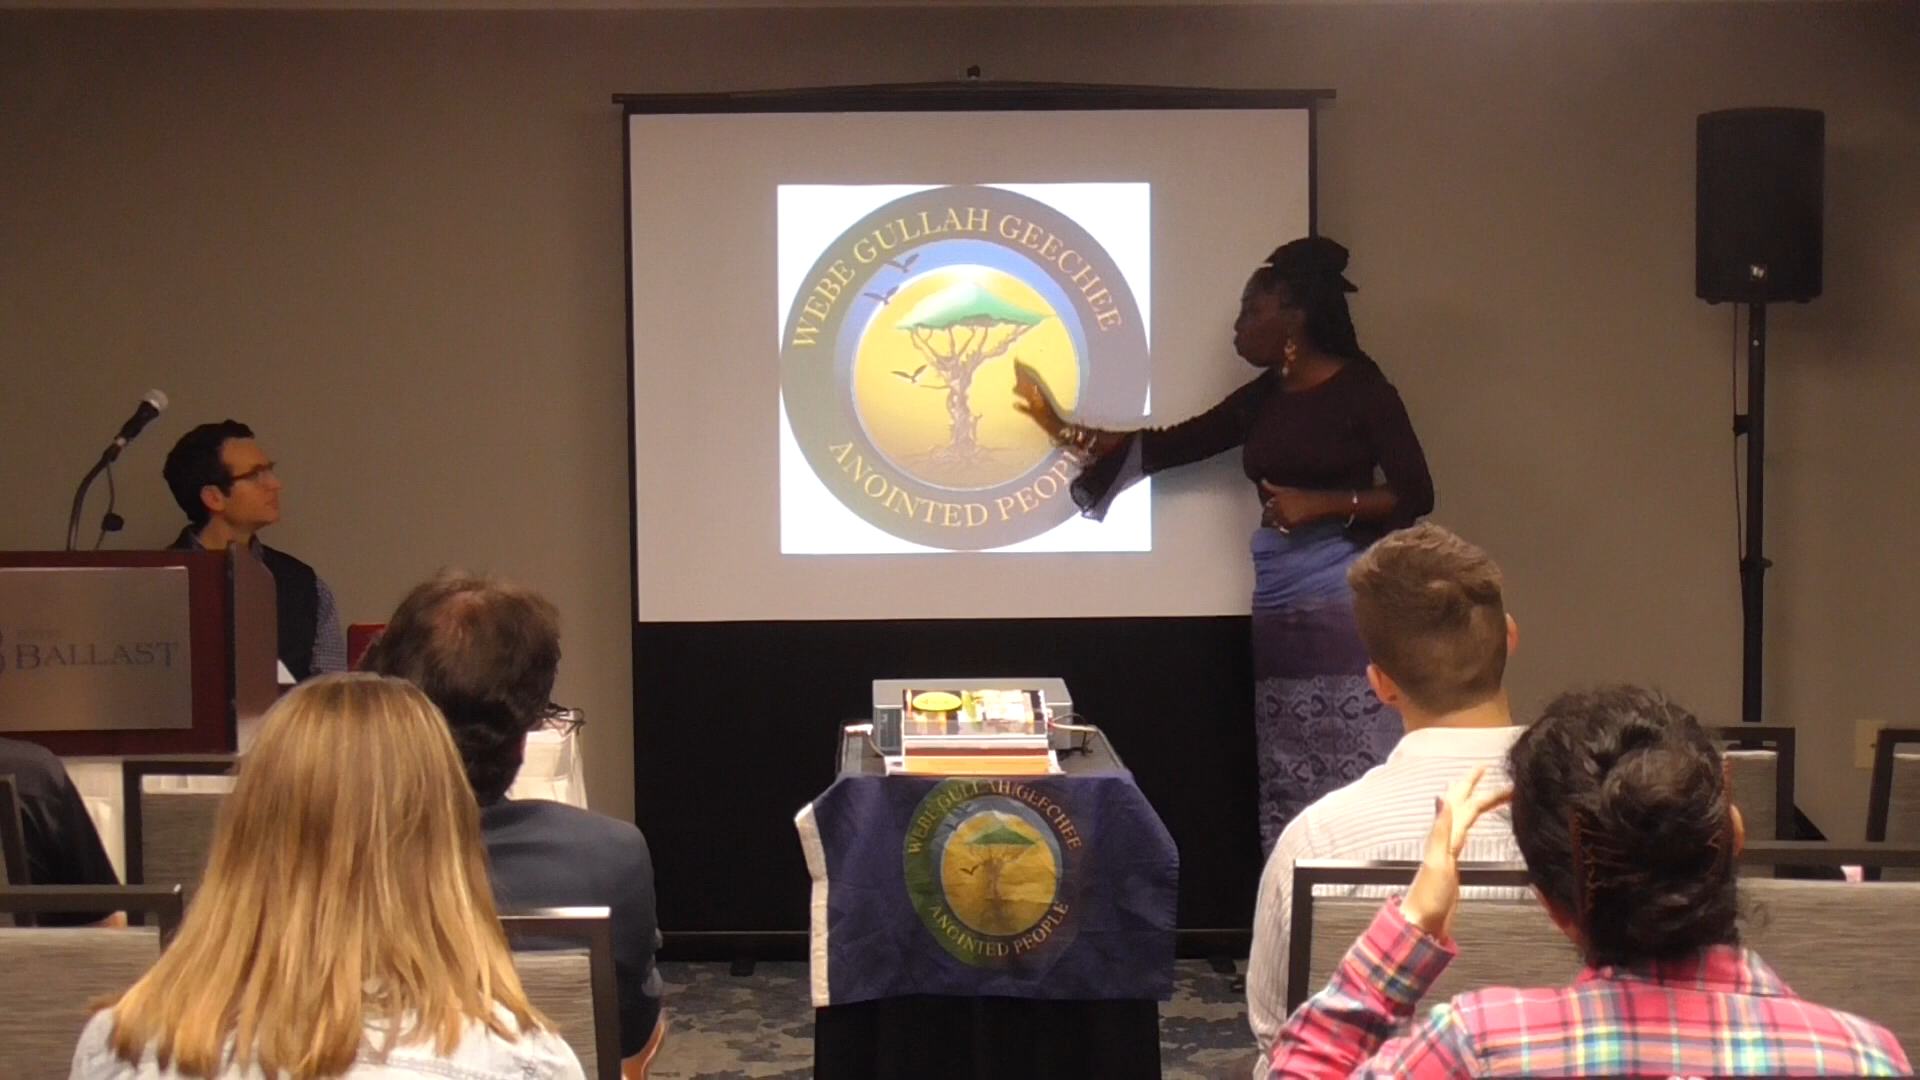 WEBE GULLAH GEECHEE
ANOINTED PEOPLE
BALLAST
WEBE GULLAH/GEECHEE
ANOINTED PEOPLE